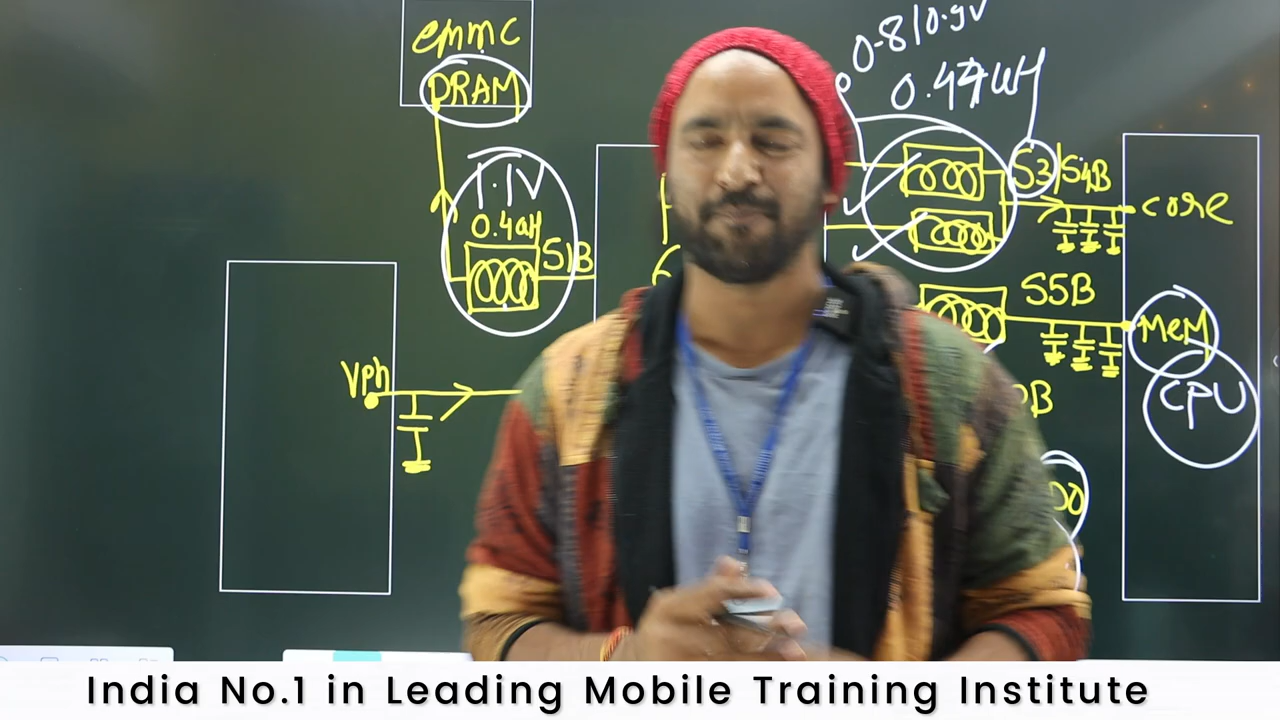 emmc
DRAM
1.1V
0.4uH
S1B
Vph
0.8/0.9V
0.47uH
S3/S4B
core
S5B
MeM
CPU
India No.1 in Leading Mobile Training Institute